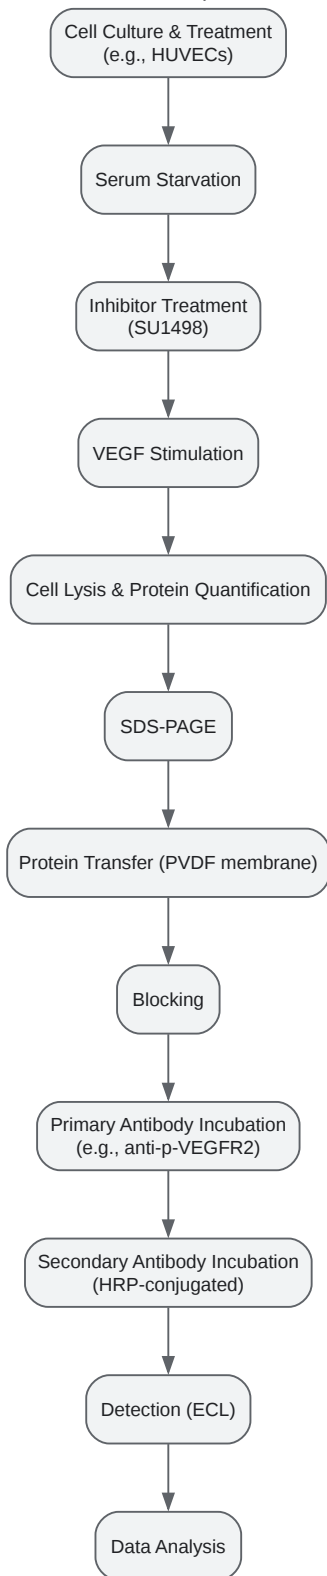 Cell Culture & Treatment
(e.g., HUVECs)
Serum Starvation
Inhibitor Treatment
(SU1498)
VEGF Stimulation
Cell Lysis & Protein Quantification
SDS-PAGE
Protein Transfer (PVDF membrane)
Blocking
Primary Antibody Incubation
(e.g., anti-p-VEGFR2)
Secondary Antibody Incubation
(HRP-conjugated)
Detection (ECL)
Data Analysis